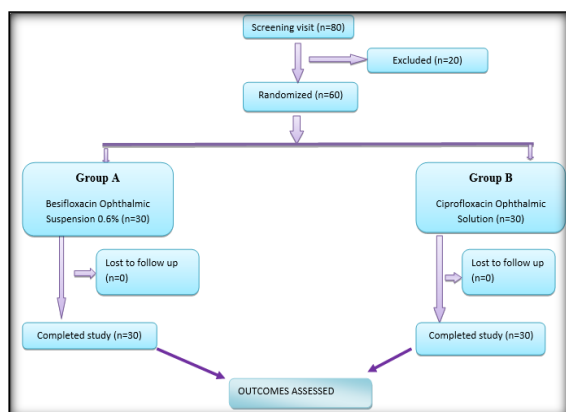 Screening visit (n=80)
Excluded (n=20)
Randomized (n=60)
Group A
Besifloxacin Ophthalmic
Suspension 0.6% (n=30)
Group B
Ciprofloxacin Ophthalmic
Solution (n=30)
Lost to follow up
(n=0)
Lost to follow up
(n=0)
Completed study (n=30)
Completed study (n=30)
OUTCOMES ASSESSED